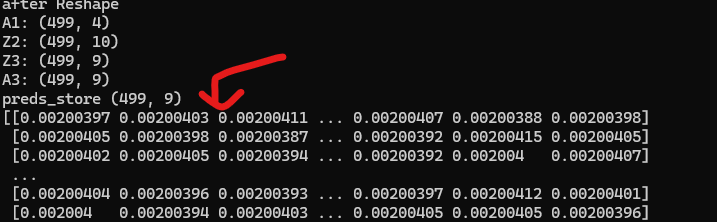 after Reshape
A1: (499, 4)
Z2: (499, 10)
Z3: (499, 9)
A3: (499, 9)
preds_store (499, 9)
[[0.00200397 0.00200403 0.00200411 ... 0.00200407 0.00200388 0.00200398]
 [0.00200405 0.00200398 0.00200387 ... 0.00200392 0.00200415 0.00200405]
 [0.00200402 0.00200405 0.00200394 ... 0.00200392 0.002004   0.00200407]
 ...
 [0.00200404 0.00200396 0.00200393 ... 0.00200397 0.00200412 0.00200401]
 [0.002004   0.00200394 0.00200403 ... 0.00200405 0.00200405 0.00200396]